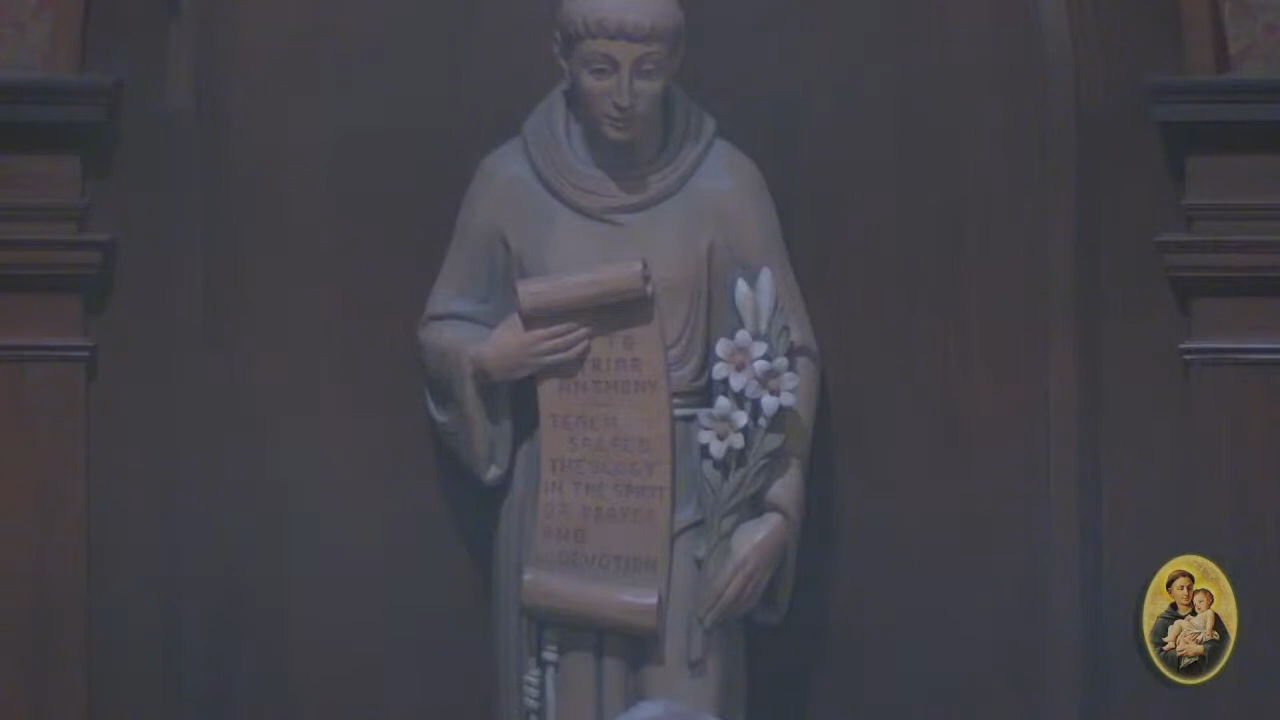 TO
FRIAR
ANTHONY
TEACH
SACRED
THEOLOGY
IN THE SPIRIT
OF PRAYER
AND
DEVOTION